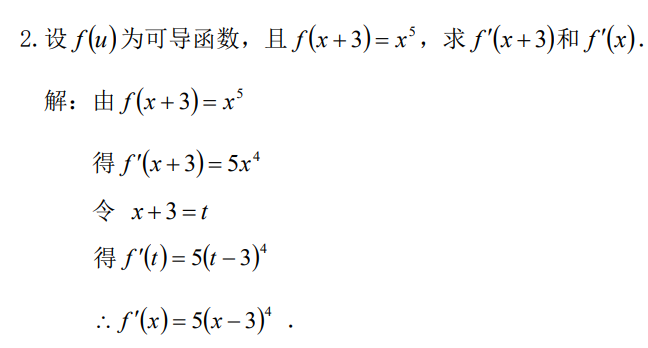 2. 设 f(u) 为可导函数，且 f(x+3)=x⁵，求 f′(x+3)和 f′(x).
解：由 f(x+3)=x⁵
得 f′(x+3)=5x⁴
令 x+3=t
得 f′(t)=5(t−3)⁴
∴ f′(x)=5(x−3)⁴ .